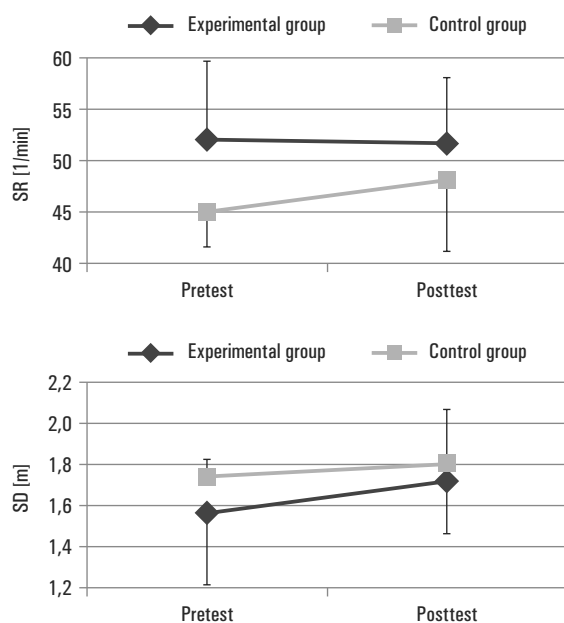 Experimental group Control group
60
55
50
45
40
SR [1/min]
Pretest Posttest
Experimental group Control group
2,2
2,0
1,8
1,6
1,4
1,2
SD [m]
Pretest Posttest